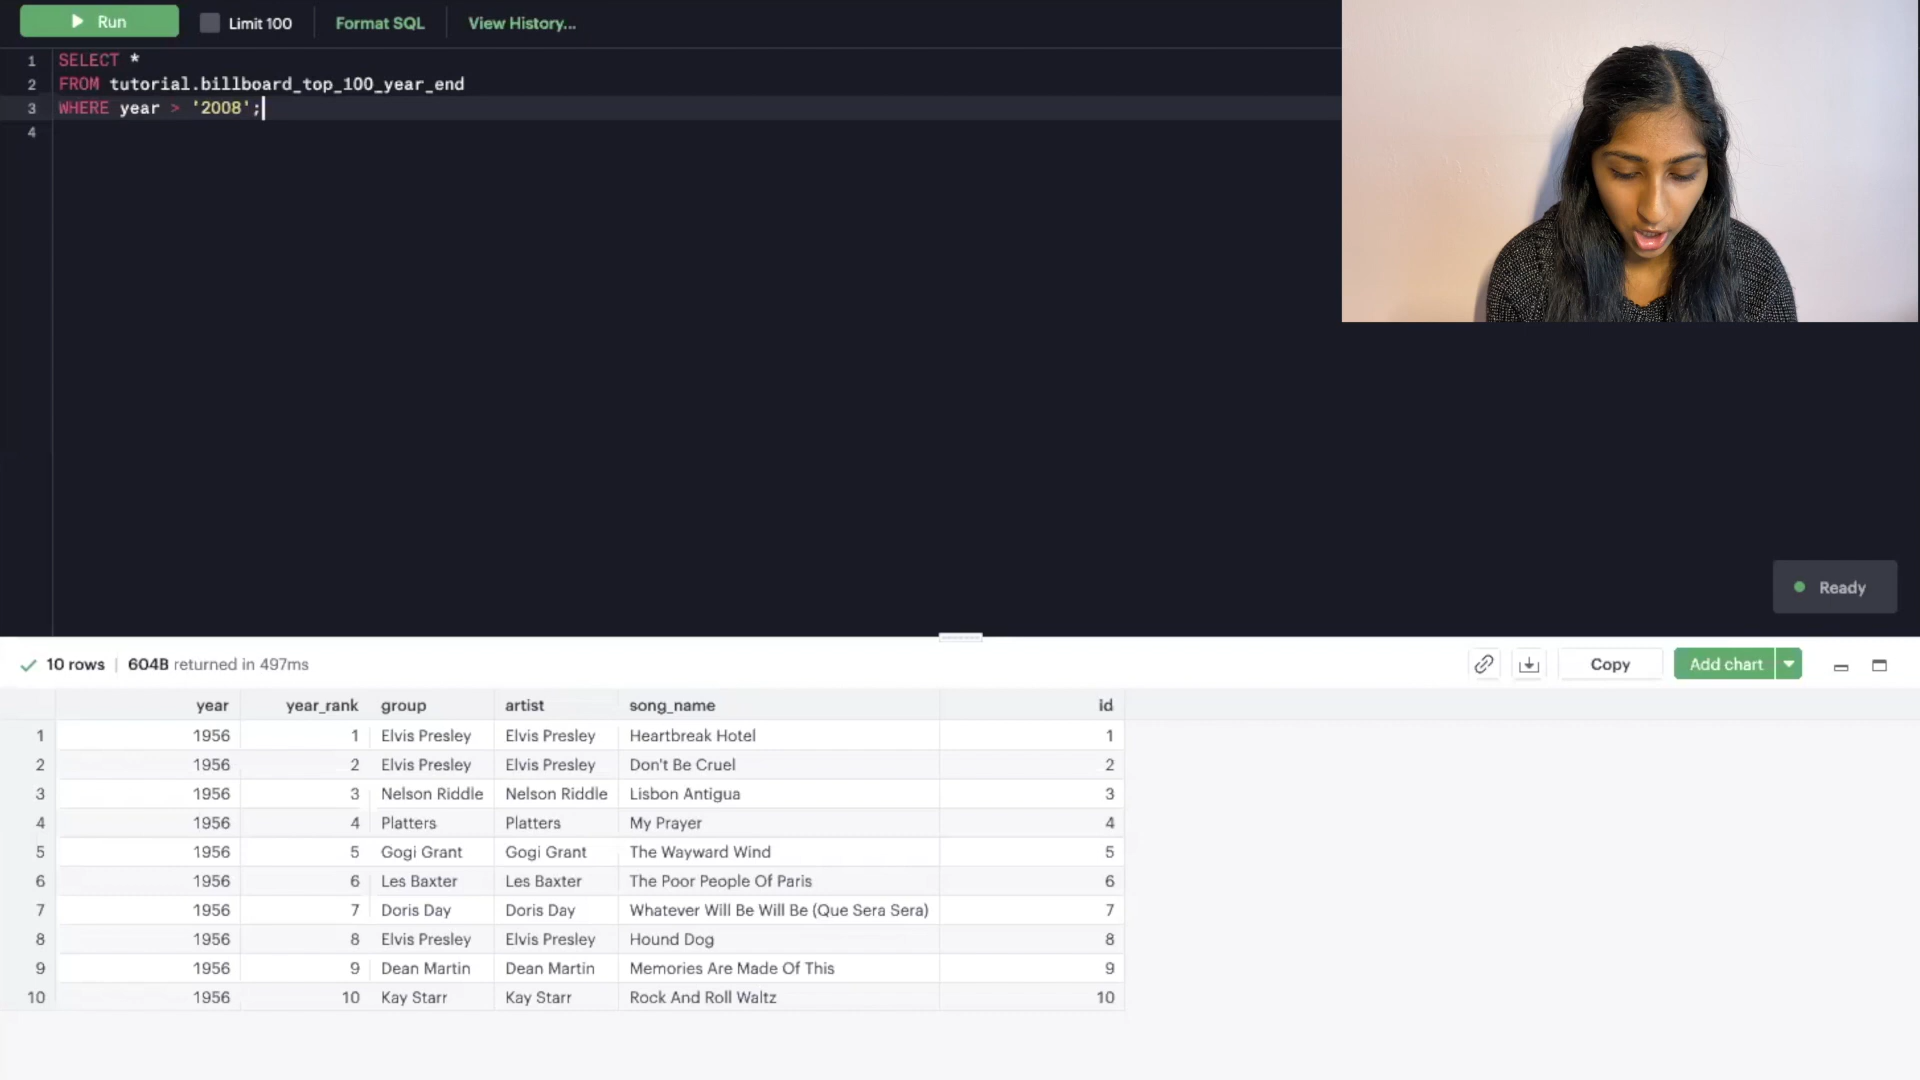 Run Limit 100 Format SQL View History...
1 SELECT *
2 FROM tutorial.billboard_top_100_year_end
3 WHERE year > '2008';
4
Ready
10 rows | 604B returned in 497ms Copy Add chart
year year_rank group artist song_name id
1 1956 1 Elvis Presley Elvis Presley Heartbreak Hotel 1
2 1956 2 Elvis Presley Elvis Presley Don't Be Cruel 2
3 1956 3 Nelson Riddle Nelson Riddle Lisbon Antigua 3
4 1956 4 Platters Platters My Prayer 4
5 1956 5 Gogi Grant Gogi Grant The Wayward Wind 5
6 1956 6 Les Baxter Les Baxter The Poor People Of Paris 6
7 1956 7 Doris Day Doris Day Whatever Will Be Will Be (Que Sera Sera) 7
8 1956 8 Elvis Presley Elvis Presley Hound Dog 8
9 1956 9 Dean Martin Dean Martin Memories Are Made Of This 9
10 1956 10 Kay Starr Kay Starr Rock And Roll Waltz 10